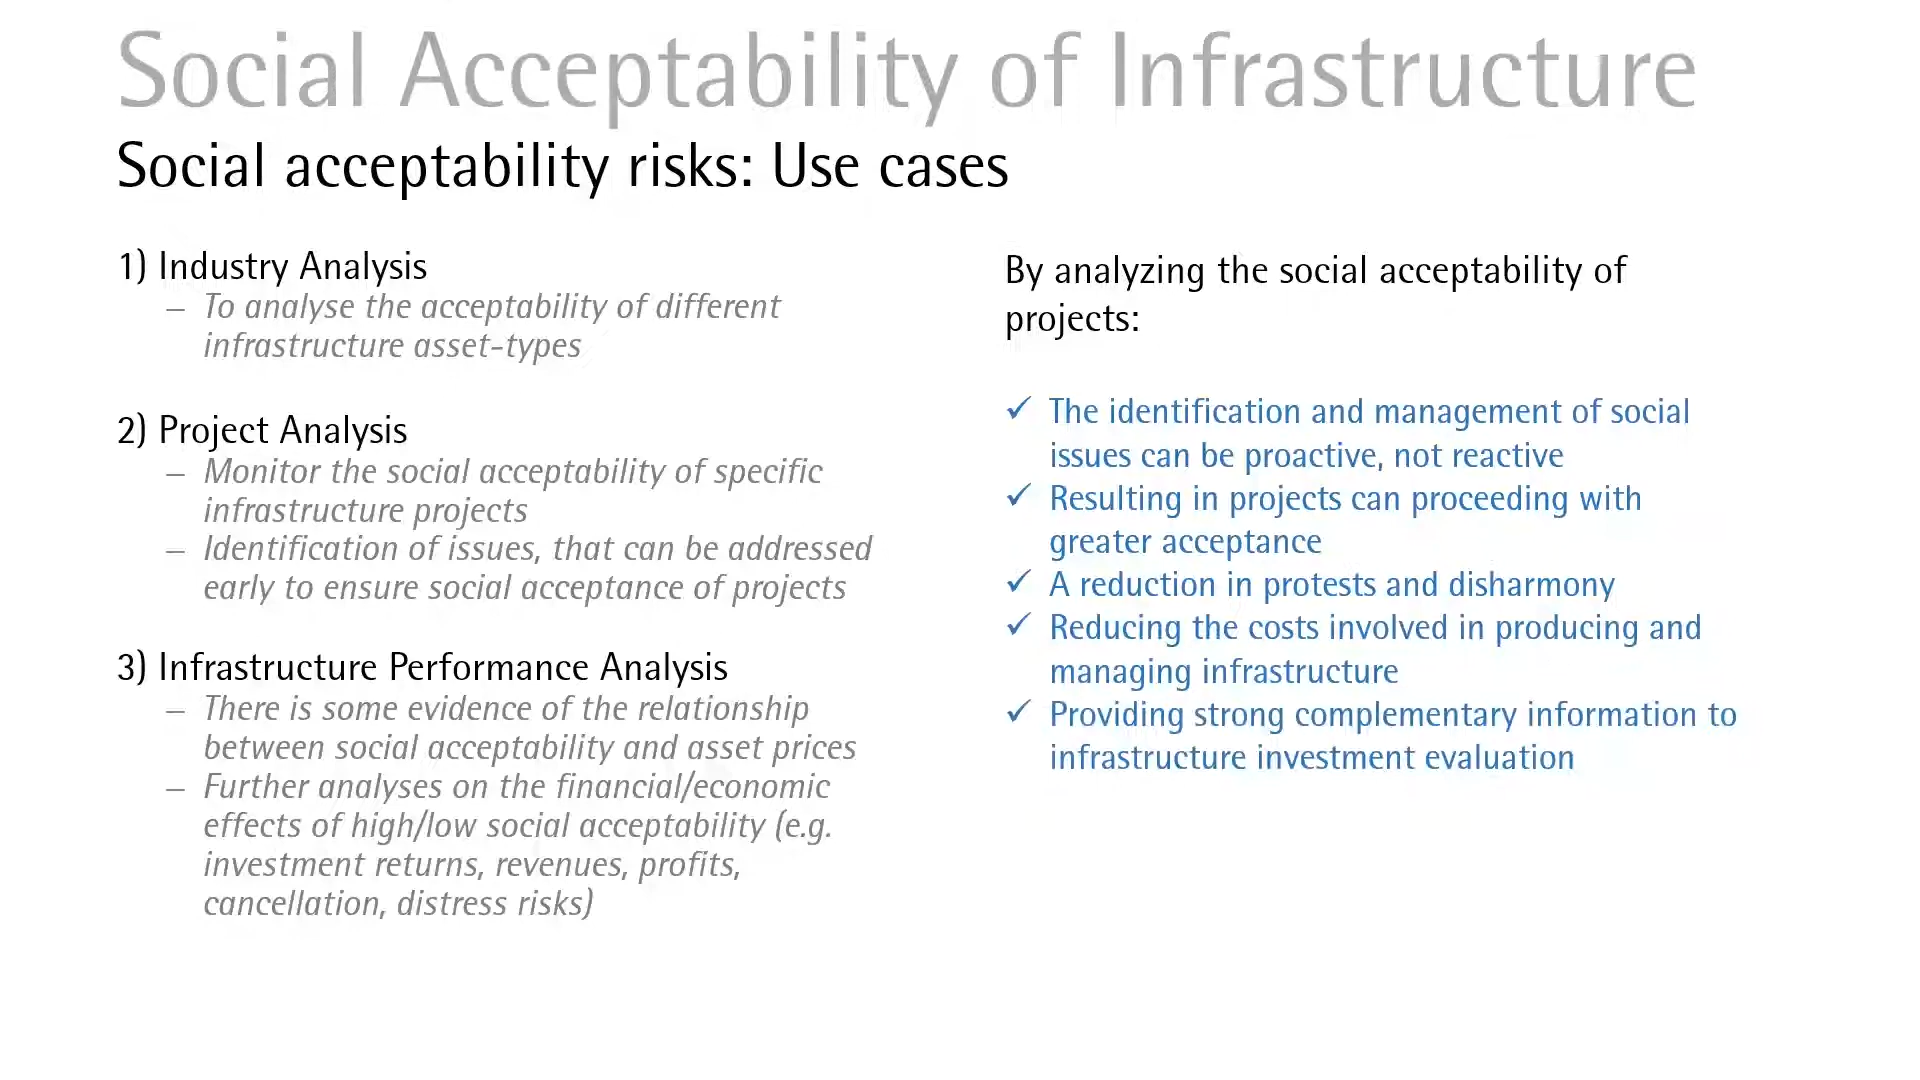 Social Acceptability of Infrastructure
Social acceptability risks: Use cases
1) Industry Analysis
– To analyse the acceptability of different
infrastructure asset-types
2) Project Analysis
– Monitor the social acceptability of specific
infrastructure projects
– Identification of issues, that can be addressed
early to ensure social acceptance of projects
3) Infrastructure Performance Analysis
– There is some evidence of the relationship
between social acceptability and asset prices
– Further analyses on the financial/economic
effects of high/low social acceptability (e.g.
investment returns, revenues, profits,
cancellation, distress risks)
By analyzing the social acceptability of
projects:
✓ The identification and management of social
issues can be proactive, not reactive
✓ Resulting in projects can proceeding with
greater acceptance
✓ A reduction in protests and disharmony
✓ Reducing the costs involved in producing and
managing infrastructure
✓ Providing strong complementary information to
infrastructure investment evaluation